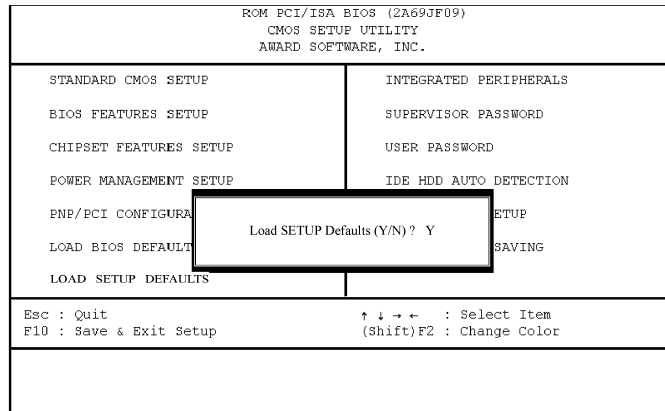 ROM PCI/ISA BIOS (2A69JF09)
CMOS SETUP UTILITY
AWARD SOFTWARE, INC.
STANDARD CMOS SETUP
BIOS FEATURES SETUP
CHIPSET FEATURES SETUP
POWER MANAGEMENT SETUP
PNP/PCI CONFIGURA
LOAD BIOS DEFAULT
LOAD SETUP DEFAULTS
INTEGRATED PERIPHERALS
SUPERVISOR PASSWORD
USER PASSWORD
IDE HDD AUTO DETECTION
ETUP
SAVING
Load SETUP Defaults (Y/N) ? Y
Esc : Quit
F10 : Save & Exit Setup
↑ ↓ → ← : Select Item
(Shift)F2 : Change Color